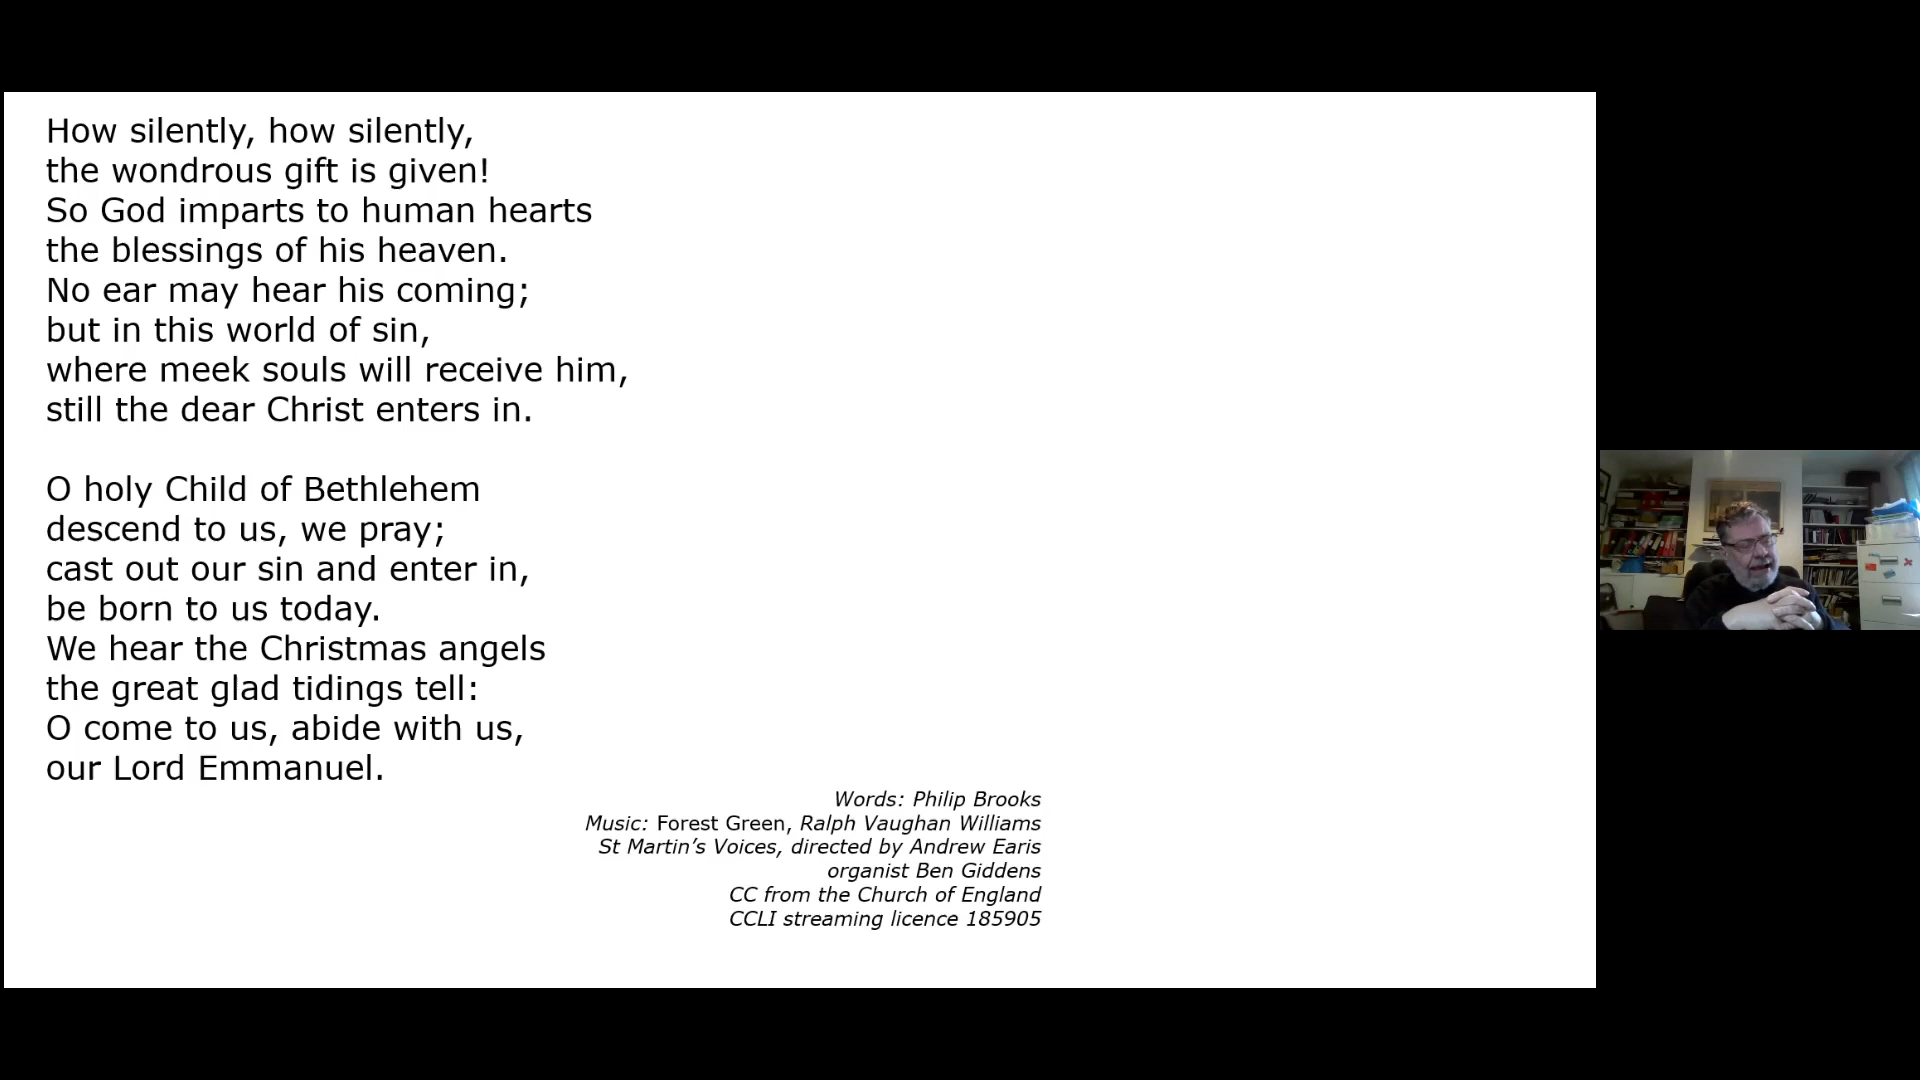 How silently, how silently,
the wondrous gift is given!
So God imparts to human hearts
the blessings of his heaven.
No ear may hear his coming;
but in this world of sin,
where meek souls will receive him,
still the dear Christ enters in.
O holy Child of Bethlehem
descend to us, we pray;
cast out our sin and enter in,
be born to us today.
We hear the Christmas angels
the great glad tidings tell:
O come to us, abide with us,
our Lord Emmanuel.
Words: Philip Brooks
Music: Forest Green, Ralph Vaughan Williams
St Martin’s Voices, directed by Andrew Earis
organist Ben Giddens
CC from the Church of England
CCLI streaming licence 185905